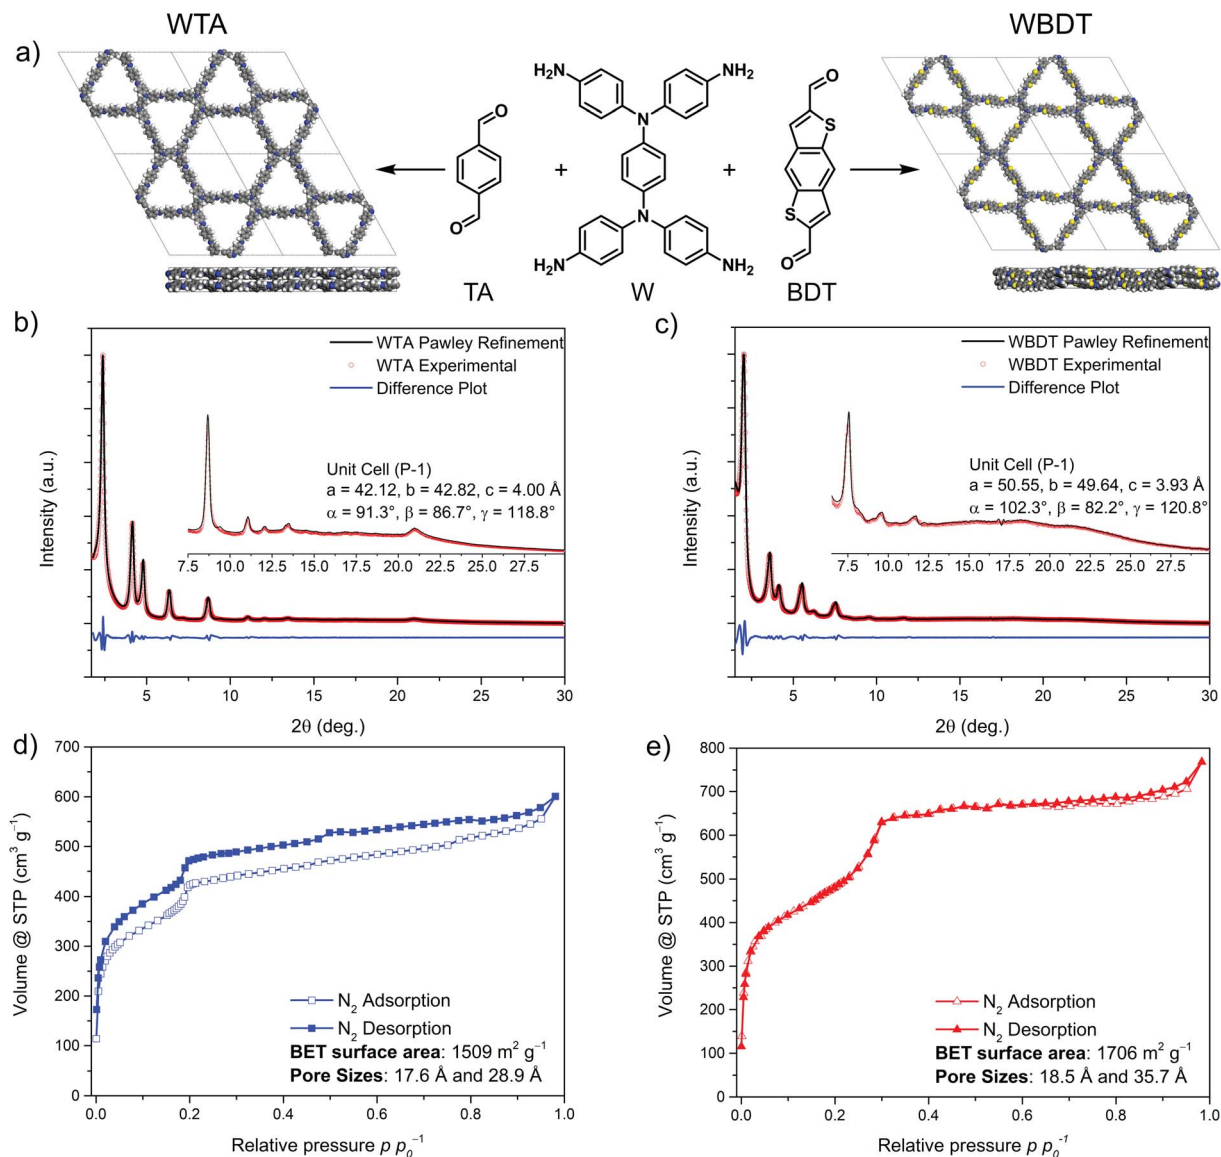 WTA
WBDT
a)
H2N
NH2
N
N
H2N
NH2
O
O
S
S
O
O
+
+
TA
W
BDT
b)
WTA Pawley Refinement
WTA Experimental
Difference Plot
Unit Cell (P-1)
a = 42.12, b = 42.82, c = 4.00 Å
α = 91.3°, β = 86.7°, γ = 118.8°
7.5 10.0 12.5 15.0 17.5 20.0 22.5 25.0 27.5
Intensity (a.u.)
5 10 15 20 25 30
2θ (deg.)
c)
WBDT Pawley Refinement
WBDT Experimental
Difference Plot
Unit Cell (P-1)
a = 50.55, b = 49.64, c = 3.93 Å
α = 102.3°, β = 82.2°, γ = 120.8°
7.5 10.0 12.5 15.0 17.5 20.0 22.5 25.0 27.5
Intensity (a.u.)
5 10 15 20 25 30
2θ (deg.)
d)
700
600
500
400
300
200
100
0
Volume @ STP (cm³ g⁻¹)
N₂ Adsorption
N₂ Desorption
BET surface area: 1509 m² g⁻¹
Pore Sizes: 17.6 Å and 28.9 Å
0.0 0.2 0.4 0.6 0.8 1.0
Relative pressure p p₀⁻¹
e)
800
700
600
500
400
300
200
100
0
Volume @ STP (cm³ g⁻¹)
N₂ Adsorption
N₂ Desorption
BET surface area: 1706 m² g⁻¹
Pore Sizes: 18.5 Å and 35.7 Å
0.0 0.2 0.4 0.6 0.8 1.0
Relative pressure p p₀⁻¹